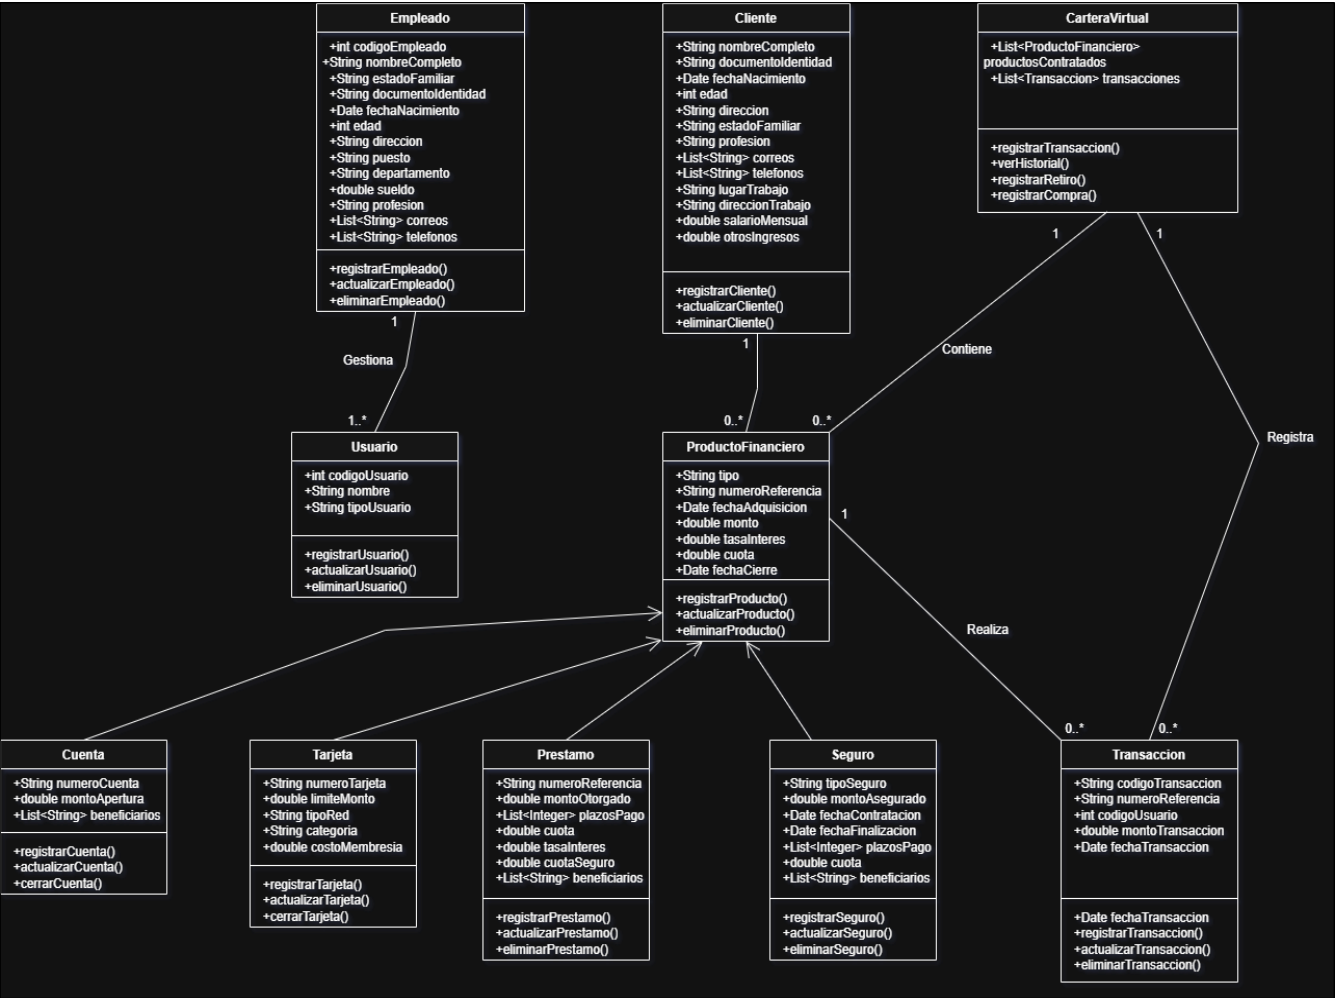 Empleado
+int codigoEmpleado
+String nombreCompleto
+String estadoFamiliar
+String documentoIdentidad
+Date fechaNacimiento
+int edad
+String direccion
+String puesto
+String departamento
+double sueldo
+String profesion
+List<String> correos
+List<String> telefonos
+registrarEmpleado()
+actualizarEmpleado()
+eliminarEmpleado()
Cliente
+String nombreCompleto
+String documentoIdentidad
+Date fechaNacimiento
+int edad
+String direccion
+String estadoFamiliar
+String profesion
+List<String> correos
+List<String> telefonos
+String lugarTrabajo
+String direccionTrabajo
+double salarioMensual
+double otrosIngresos
+registrarCliente()
+actualizarCliente()
+eliminarCliente()
CarteraVirtual
+List<ProductoFinanciero>
productosContratados
+List<Transaccion> transacciones
+registrarTransaccion()
+verHistorial()
+registrarRetiro()
+registrarCompra()
1
Gestiona
1..*
1
0..*
1
Contiene
0..*
1
Registra
0..*
Usuario
+int codigoUsuario
+String nombre
+String tipoUsuario
+registrarUsuario()
+actualizarUsuario()
+eliminarUsuario()
ProductoFinanciero
+String tipo
+String numeroReferencia
+Date fechaAdquisicion
+double monto
+double tasaInteres
+double cuota
+Date fechaCierre
+registrarProducto()
+actualizarProducto()
+eliminarProducto()
1
Realiza
0..*
Cuenta
+String numeroCuenta
+double montoApertura
+List<String> beneficiarios
+registrarCuenta()
+actualizarCuenta()
+cerrarCuenta()
Tarjeta
+String numeroTarjeta
+double limiteMonto
+String tipoRed
+String categoria
+double costoMembresia
+registrarTarjeta()
+actualizarTarjeta()
+cerrarTarjeta()
Prestamo
+String numeroReferencia
+double montoOtorgado
+List<Integer> plazosPago
+double cuota
+double tasaInteres
+double cuotaSeguro
+List<String> beneficiarios
+registrarPrestamo()
+actualizarPrestamo()
+eliminarPrestamo()
Seguro
+String tipoSeguro
+double montoAsegurado
+Date fechaContratacion
+Date fechaFinalizacion
+List<Integer> plazosPago
+double cuota
+List<String> beneficiarios
+registrarSeguro()
+actualizarSeguro()
+eliminarSeguro()
Transaccion
+String codigoTransaccion
+String numeroReferencia
+int codigoUsuario
+double montoTransaccion
+Date fechaTransaccion
+Date fechaTransaccion
+registrarTransaccion()
+actualizarTransaccion()
+eliminarTransaccion()